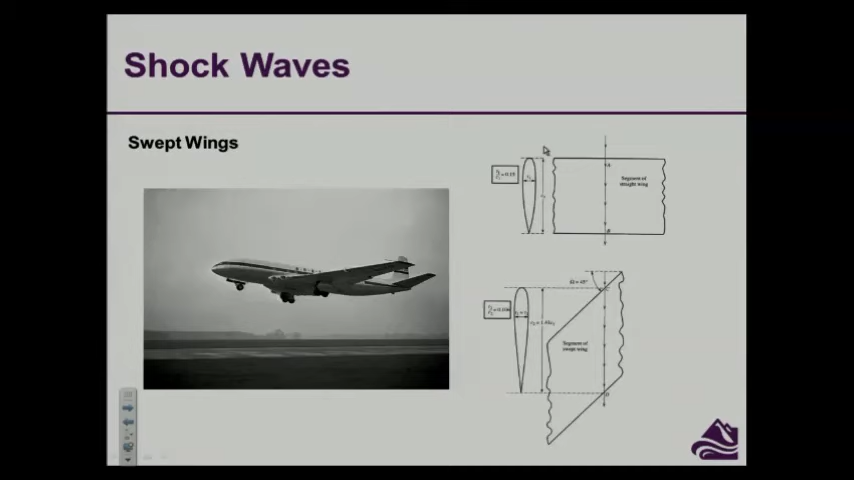 Shock Waves
Swept Wings
Segment of
straight wing
Segment of
swept wing